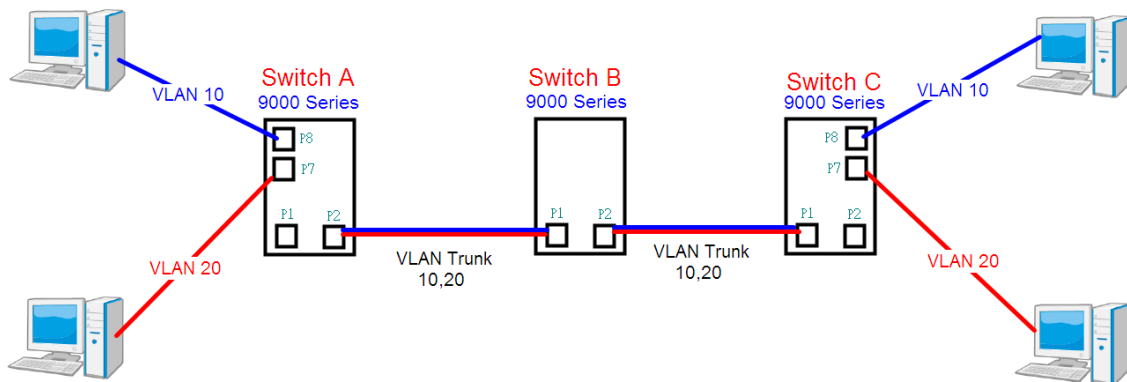 Switch A
9000 Series
Switch B
9000 Series
Switch C
9000 Series
VLAN 10
VLAN 10
P8
P7
P1
P2
P1
P2
P8
P7
P1
P2
VLAN Trunk
10,20
VLAN Trunk
10,20
VLAN 20
VLAN 20